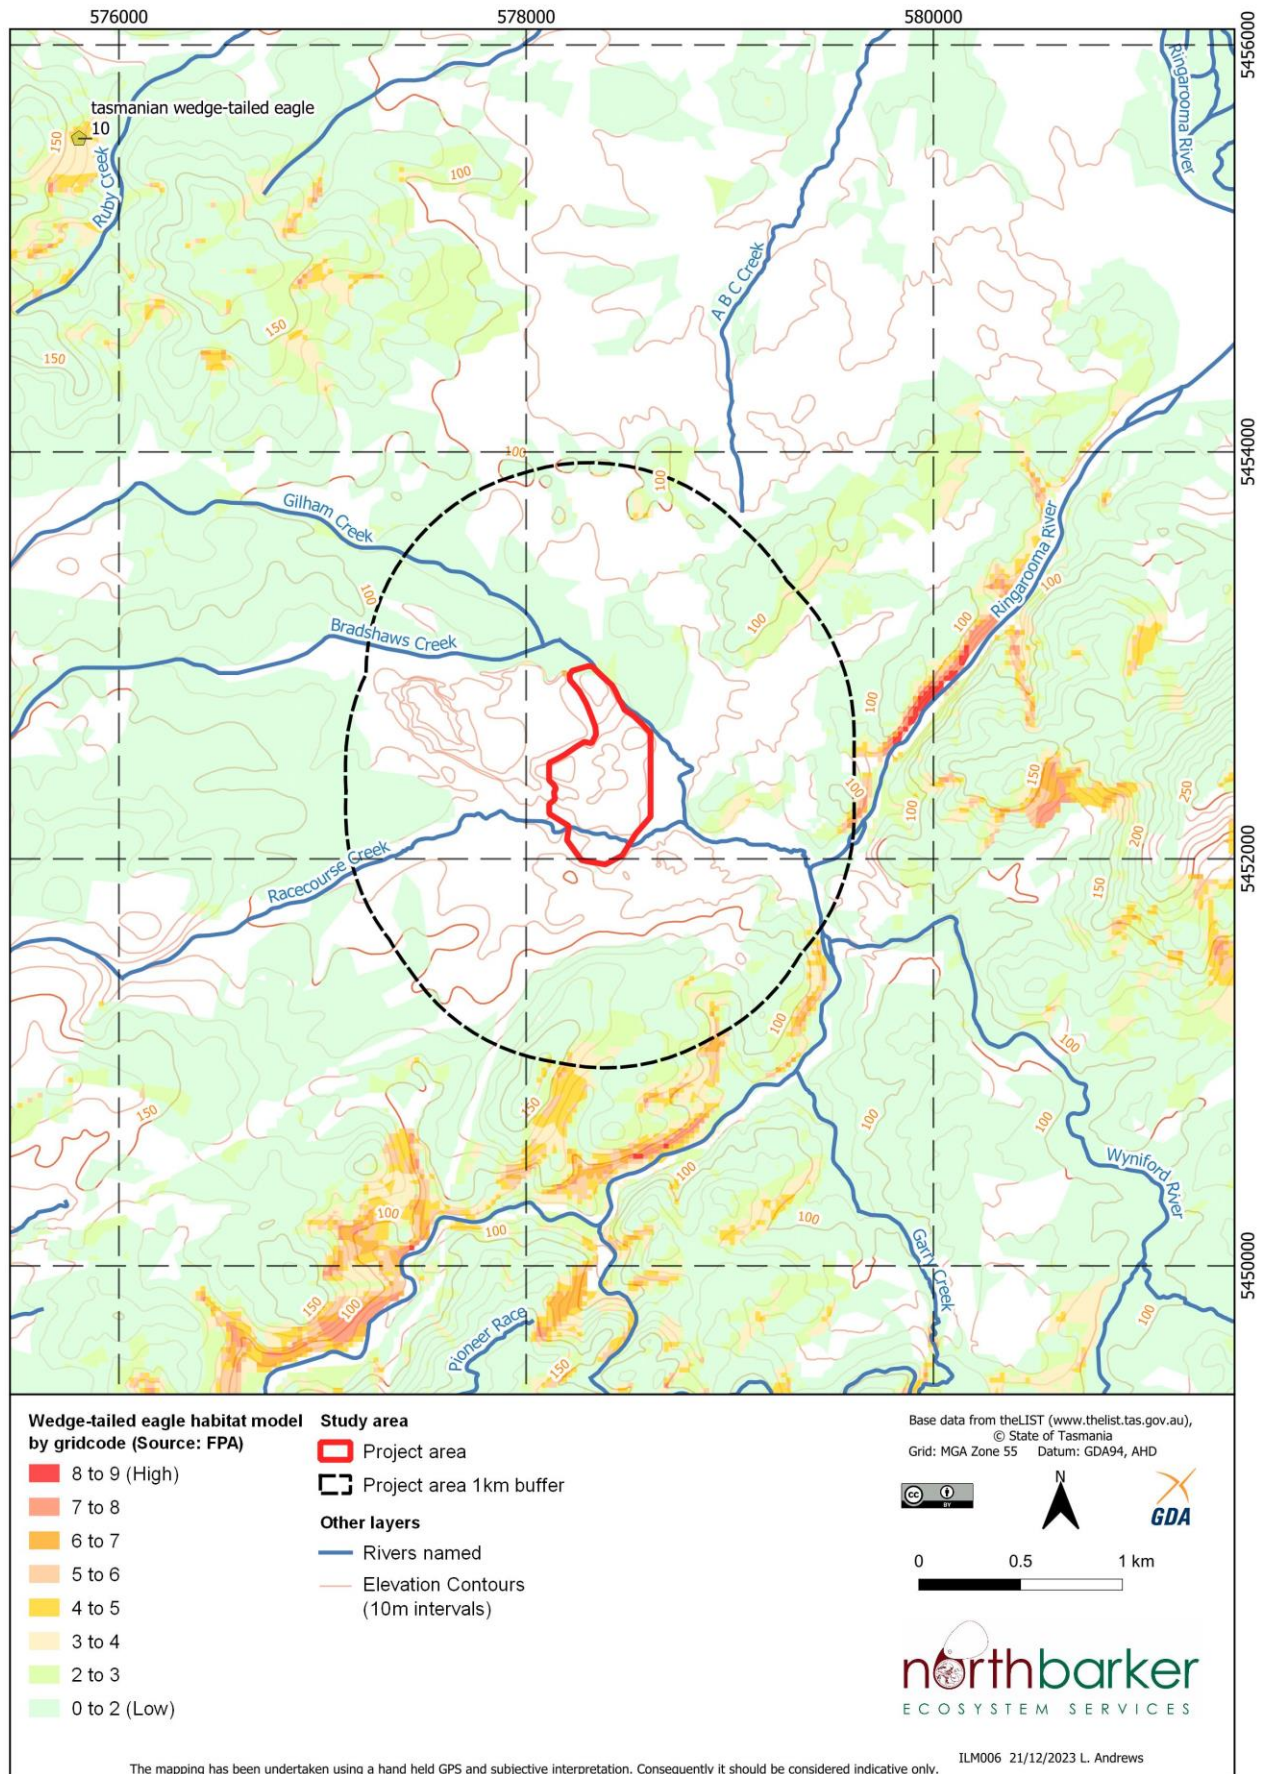 576000
578000
580000
5456000
tasmanian wedge-tailed eagle
10
150
Ruby Creek
100
Ringarooma River
A B C Creek
150
150
5454000
100
100
Gilham Creek
100
Bradshaws Creek
100
100
Ringarooma River
100
100
100
100
150
250
200
150
5452000
Racecourse Creek
100
100
150
150
100
100
100
Wyniford River
100
100
100
100
Garry Creek
5450000
150
100
Pioneer Race
150
100
Wedge-tailed eagle habitat model
by gridcode (Source: FPA)
8 to 9 (High)
7 to 8
6 to 7
5 to 6
4 to 5
3 to 4
2 to 3
0 to 2 (Low)
Study area
Project area
Project area 1km buffer
Other layers
Rivers named
Elevation Contours
(10m intervals)
Base data from theLIST (www.thelist.tas.gov.au),
© State of Tasmania
Grid: MGA Zone 55 Datum: GDA94, AHD
cc
BY
N
GDA
0 0.5 1 km
northbarker
ECOSYSTEM SERVICES
ILM006 21/12/2023 L. Andrews
The mapping has been undertaken using a hand held GPS and subjective interpretation. Consequently it should be considered indicative only.